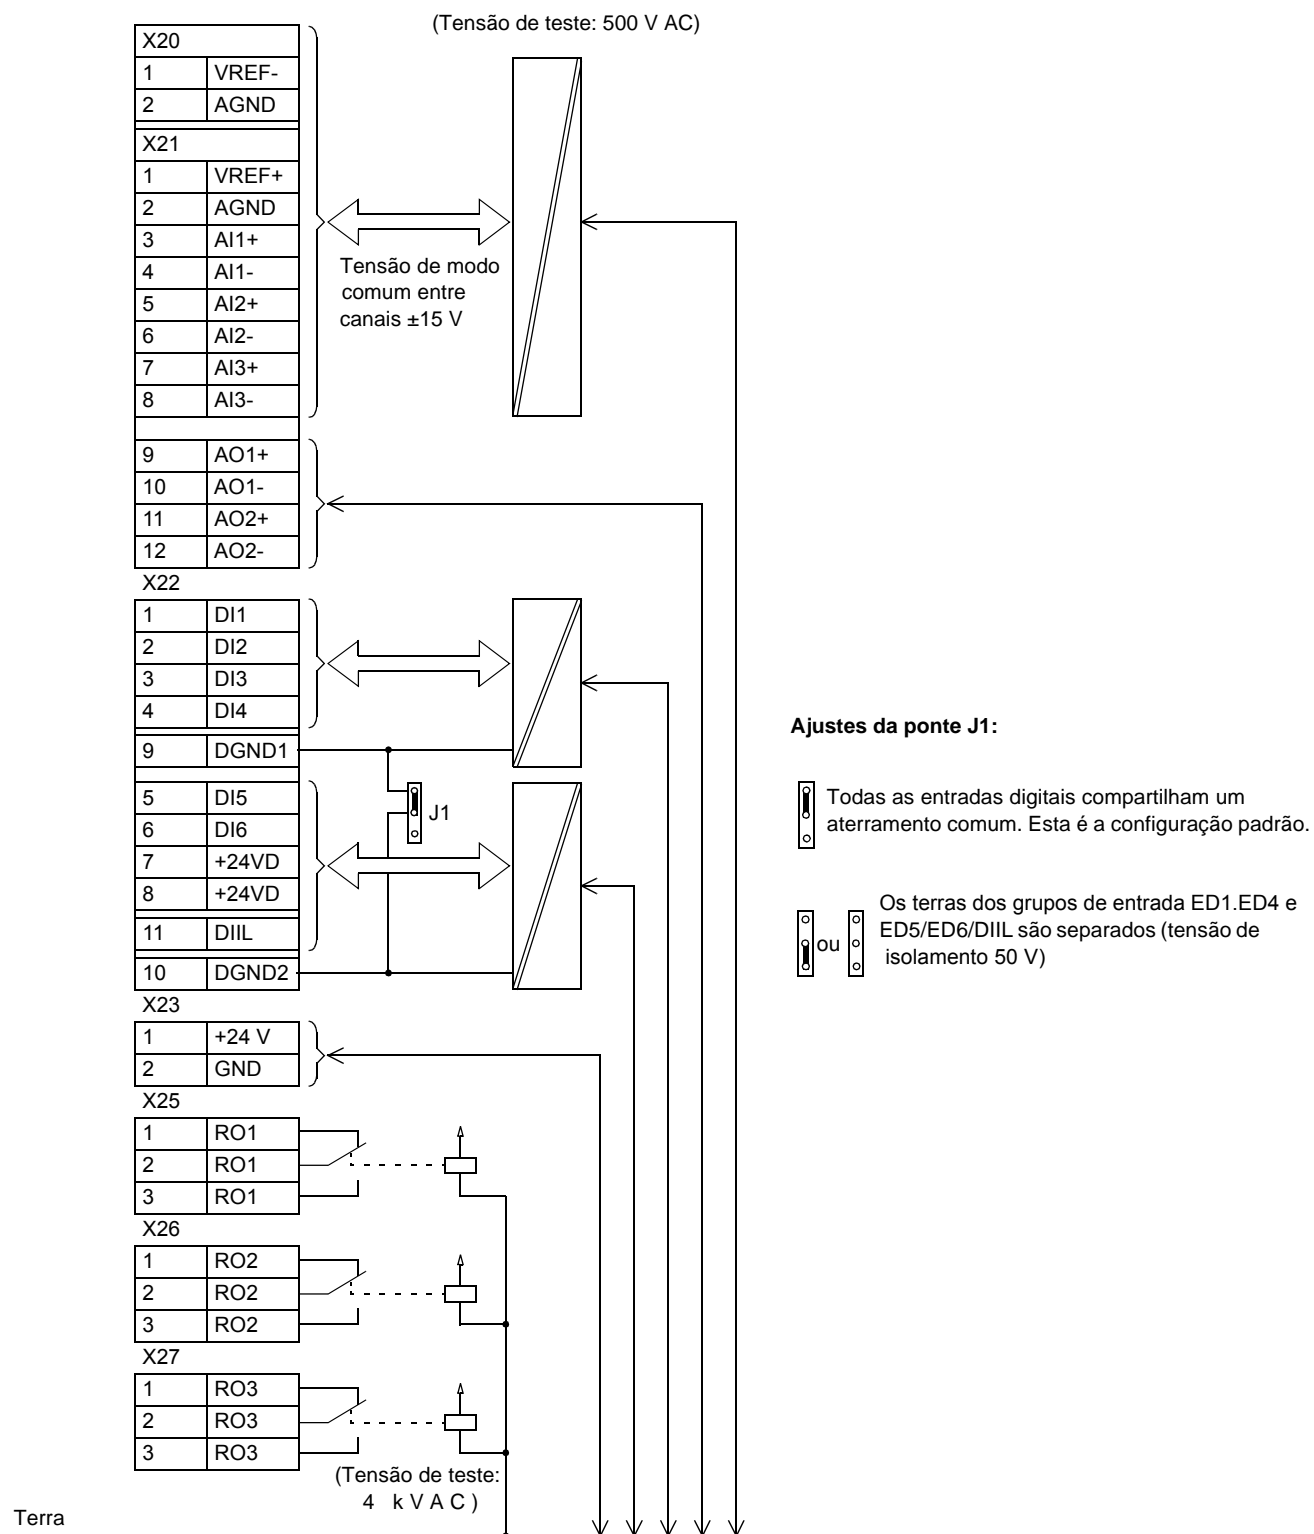 (Tensão de teste: 500 V AC)
X20
1 VREF-
2 AGND
X21
1 VREF+
2 AGND
3 AI1+
4 AI1-
5 AI2+
6 AI2-
7 AI3+
8 AI3-
Tensão de modo
comum entre
canais ±15 V
9 AO1+
10 AO1-
11 AO2+
12 AO2-
X22
1 DI1
2 DI2
3 DI3
4 DI4
9 DGND1
5 DI5
6 DI6
7 +24VD
8 +24VD
11 DIIL
10 DGND2
J1
Ajustes da ponte J1:
Todas as entradas digitais compartilham um
aterramento comum. Esta é a configuração padrão.
ou
Os terras dos grupos de entrada ED1.ED4 e
ED5/ED6/DIIL são separados (tensão de
isolamento 50 V)
X23
1 +24 V
2 GND
X25
1 RO1
2 RO1
3 RO1
X26
1 RO2
2 RO2
3 RO2
X27
1 RO3
2 RO3
3 RO3
(Tensão de teste:
4 k V A C )
Terra